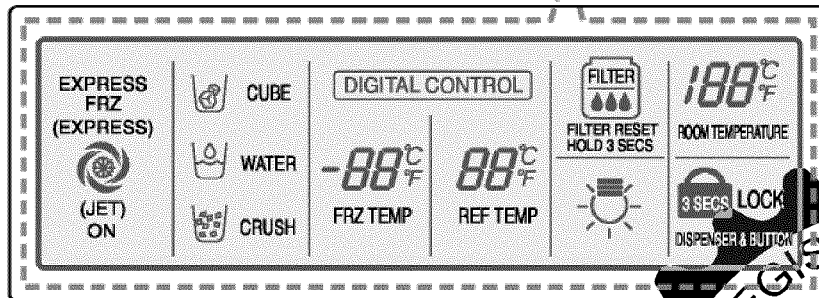 EXPRESS
FRZ
(EXPRESS)
(JET)
ON
CUBE
WATER
CRUSH
DIGITAL CONTROL
-88°C
°F
FRZ TEMP
88°C
°F
REF TEMP
FILTER
FILTER RESET
HOLD 3 SECS
188°C
°F
ROOM TEMPERATURE
3 SECS LOCK
DISPENSER & BUTTON